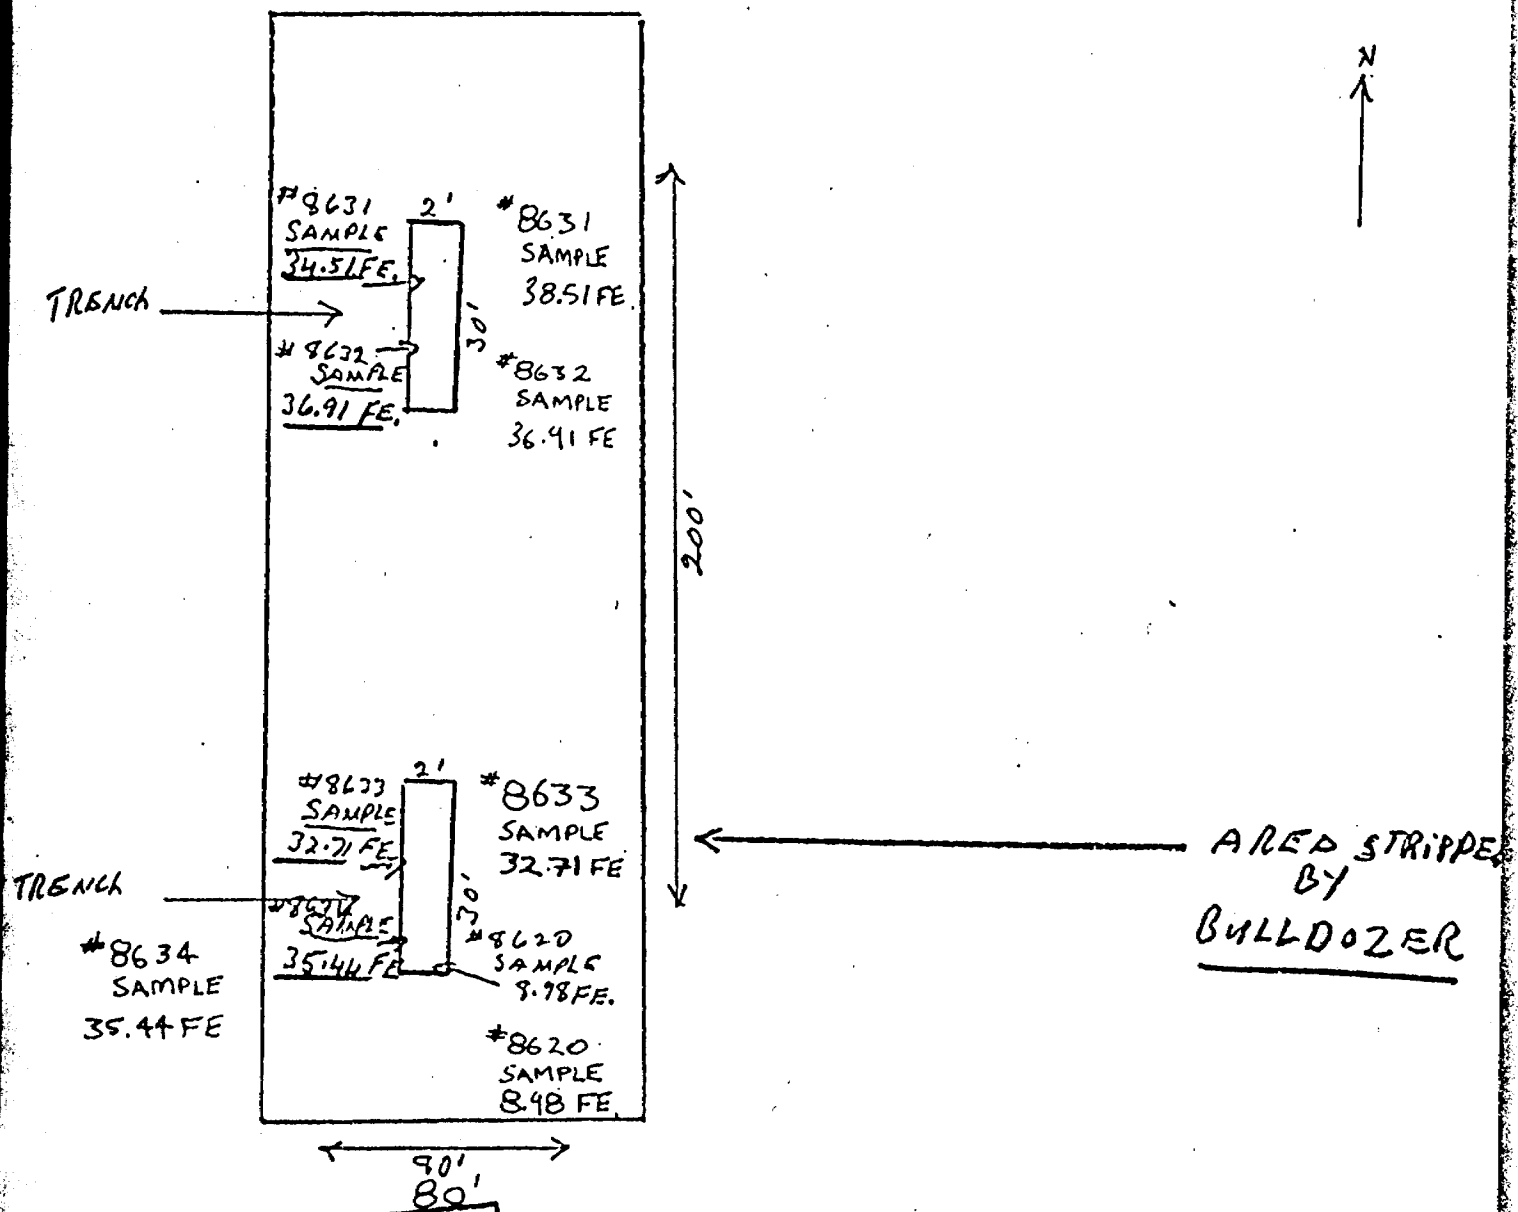 N
#8631
SAMPLE
34.51 FE.
2'
#8631
SAMPLE
38.51 FE.
TRENCH
30'
#8632
SAMPLE
36.91 FE.
#8632
SAMPLE
36.91 FE
200'
#8633
SAMPLE
32.71 FE
2'
#8633
SAMPLE
32.71 FE
AREA STRIPPED
BY
BULLDOZER
TRENCH
30'
#8634
SAMPLE
35.44 FE
#8634
SAMPLE
35.44 FE
#8620
SAMPLE
8.98 FE.
#8620
SAMPLE
8.98 FE.
80'